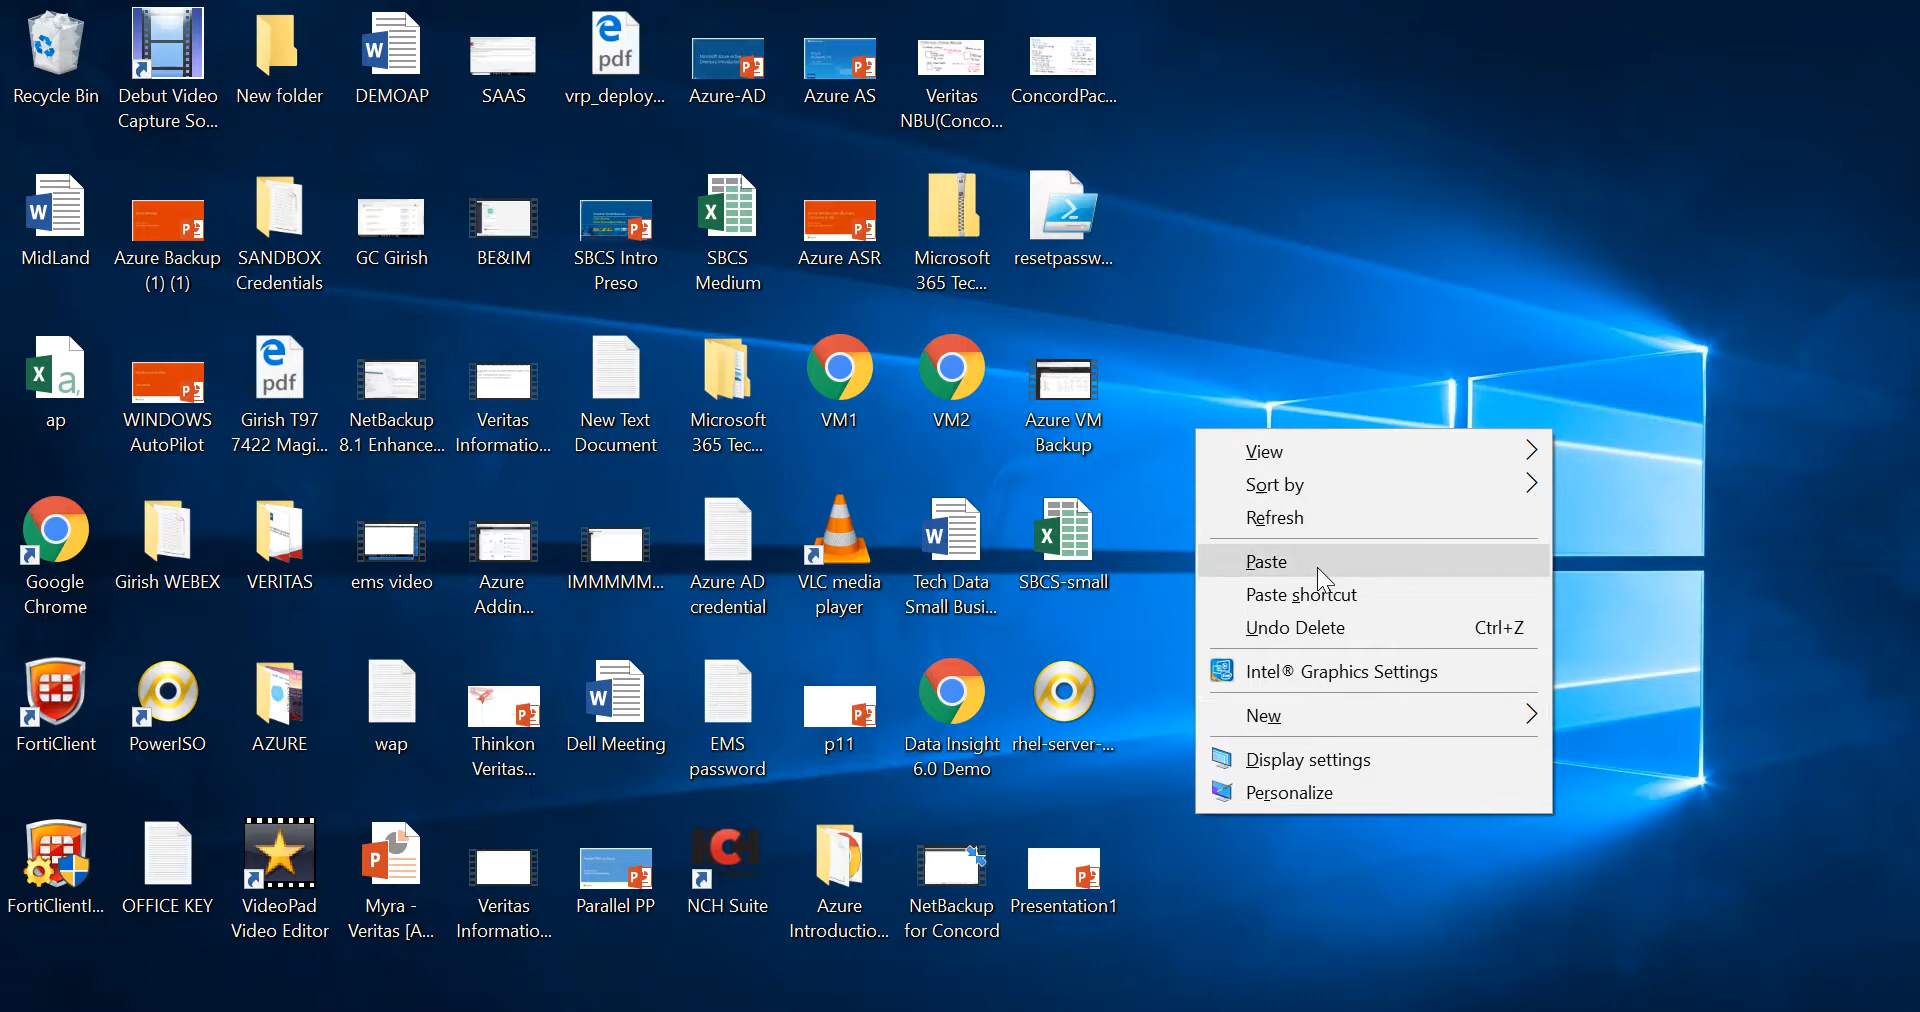 Recycle Bin
Debut Video
Capture So...
New folder
DEMOAP
SAAS
vrp_deploy...
Azure-AD
Azure AS
Veritas
NBU(Conco...
ConcordPac...
MidLand
Azure Backup
(1) (1)
SANDBOX
Credentials
GC Girish
BE&IM
SBCS Intro
Preso
SBCS
Medium
Azure ASR
Microsoft
365 Tec...
resetpassw...
ap
WINDOWS
AutoPilot
Girish T97
7422 Magi...
NetBackup
8.1 Enhance...
Veritas
Informatio...
New Text
Document
Microsoft
365 Tec...
VM1
VM2
Azure VM
Backup
Google
Chrome
Girish WEBEX
VERITAS
ems video
Azure
Addin...
IMMMMM...
Azure AD
credential
VLC media
player
Tech Data
Small Busi...
SBCS-small
FortiClient
PowerISO
AZURE
wap
Thinkon
Veritas...
Dell Meeting
EMS
password
p11
Data Insight
6.0 Demo
rhel-server-...
FortiClientI...
OFFICE KEY
VideoPad
Video Editor
Myra -
Veritas [A...
Veritas
Informatio...
Parallel PP
NCH Suite
Azure
Introductio...
NetBackup
for Concord
Presentation1
View
Sort by
Refresh
Paste
Paste shortcut
Undo Delete Ctrl+Z
Intel® Graphics Settings
New
Display settings
Personalize